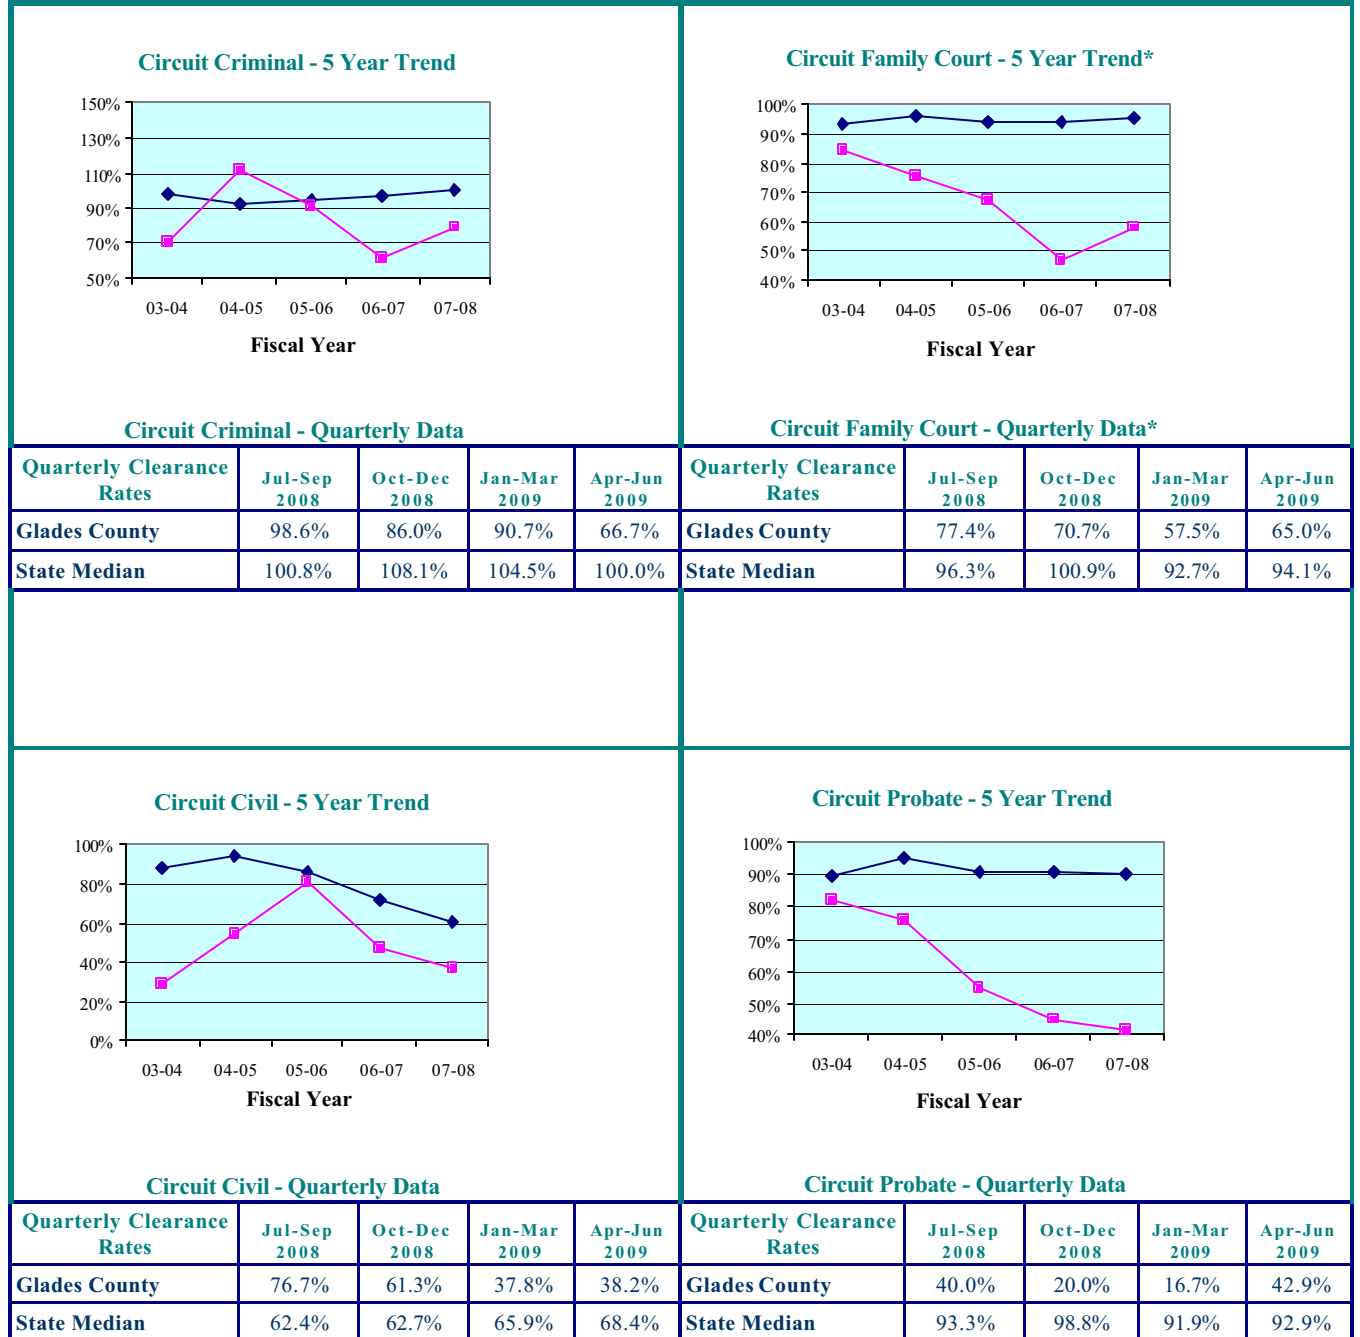 Circuit Criminal - 5 Year Trend
150%
130%
110%
90%
70%
50%
03-04 04-05 05-06 06-07 07-08
Fiscal Year
Circuit Criminal - Quarterly Data
Quarterly Clearance Rates Jul-Sep 2008 Oct-Dec 2008 Jan-Mar 2009 Apr-Jun 2009
Glades County 98.6% 86.0% 90.7% 66.7%
State Median 100.8% 108.1% 104.5% 100.0%
Circuit Family Court - 5 Year Trend*
100%
90%
80%
70%
60%
50%
40%
03-04 04-05 05-06 06-07 07-08
Fiscal Year
Circuit Family Court - Quarterly Data*
Quarterly Clearance Rates Jul-Sep 2008 Oct-Dec 2008 Jan-Mar 2009 Apr-Jun 2009
Glades County 77.4% 70.7% 57.5% 65.0%
State Median 96.3% 100.9% 92.7% 94.1%
Circuit Civil - 5 Year Trend
100%
80%
60%
40%
20%
0%
03-04 04-05 05-06 06-07 07-08
Fiscal Year
Circuit Civil - Quarterly Data
Quarterly Clearance Rates Jul-Sep 2008 Oct-Dec 2008 Jan-Mar 2009 Apr-Jun 2009
Glades County 76.7% 61.3% 37.8% 38.2%
State Median 62.4% 62.7% 65.9% 68.4%
Circuit Probate - 5 Year Trend
100%
90%
80%
70%
60%
50%
40%
03-04 04-05 05-06 06-07 07-08
Fiscal Year
Circuit Probate - Quarterly Data
Quarterly Clearance Rates Jul-Sep 2008 Oct-Dec 2008 Jan-Mar 2009 Apr-Jun 2009
Glades County 40.0% 20.0% 16.7% 42.9%
State Median 93.3% 98.8% 91.9% 92.9%